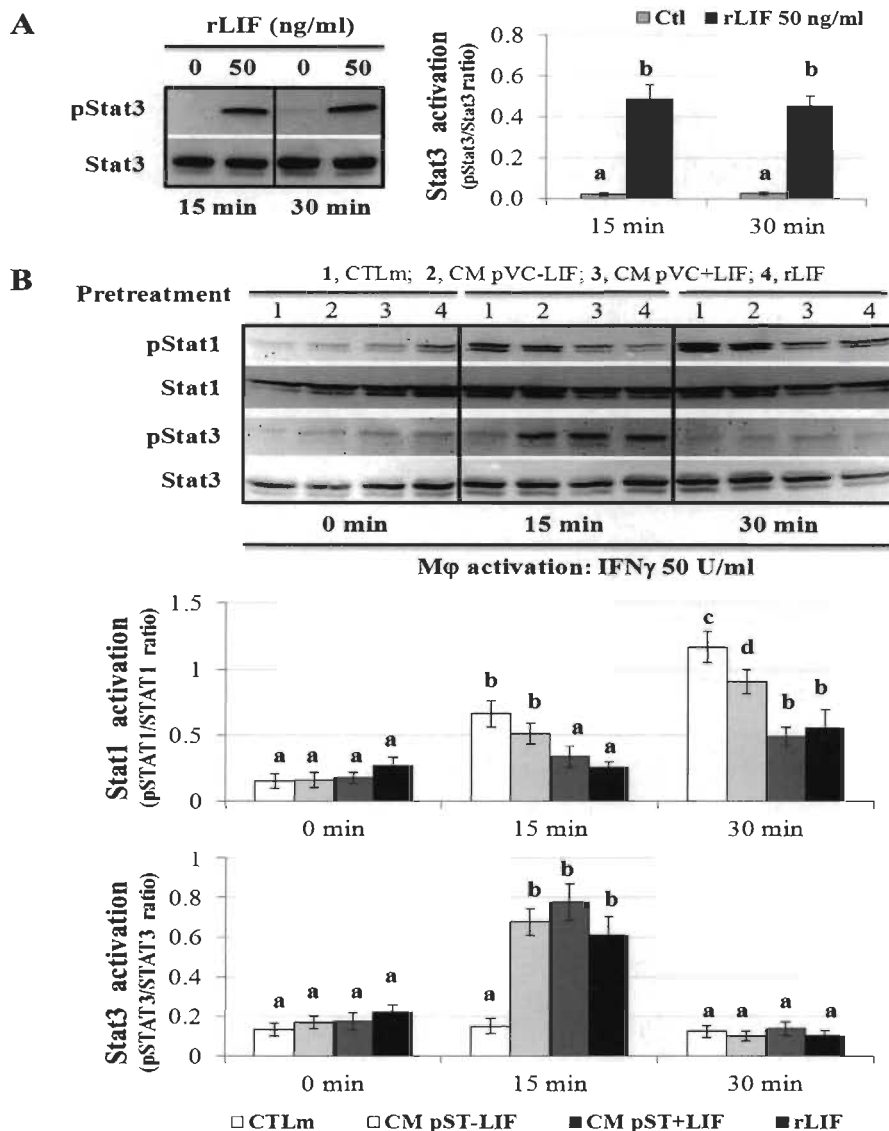 A
rLIF (ng/ml)
0 50 0 50
pStat3
Stat3
15 min 30 min
Ctl rLIF 50 ng/ml
Stat3 activation
(pStat3/Stat3 ratio)
0.8
0.6
0.4
0.2
0.0
a b a b
15 min 30 min
B
1, CTLm; 2, CM pVC-LIF; 3, CM pVC+LIF; 4, rLIF
Pretreatment
1 2 3 4 1 2 3 4 1 2 3 4
pStat1
Stat1
pStat3
Stat3
0 min 15 min 30 min
Mφ activation: IFNγ 50 U/ml
Stat1 activation
(pSTAT1/STAT1 ratio)
1.5
1
0.5
0
a a a a b b a a c d b b
0 min 15 min 30 min
Stat3 activation
(pSTAT3/STAT3 ratio)
1
0.8
0.6
0.4
0.2
0
a a a a a b b b a a a a
0 min 15 min 30 min
CTLm CM pST-LIF CM pST+LIF rLIF